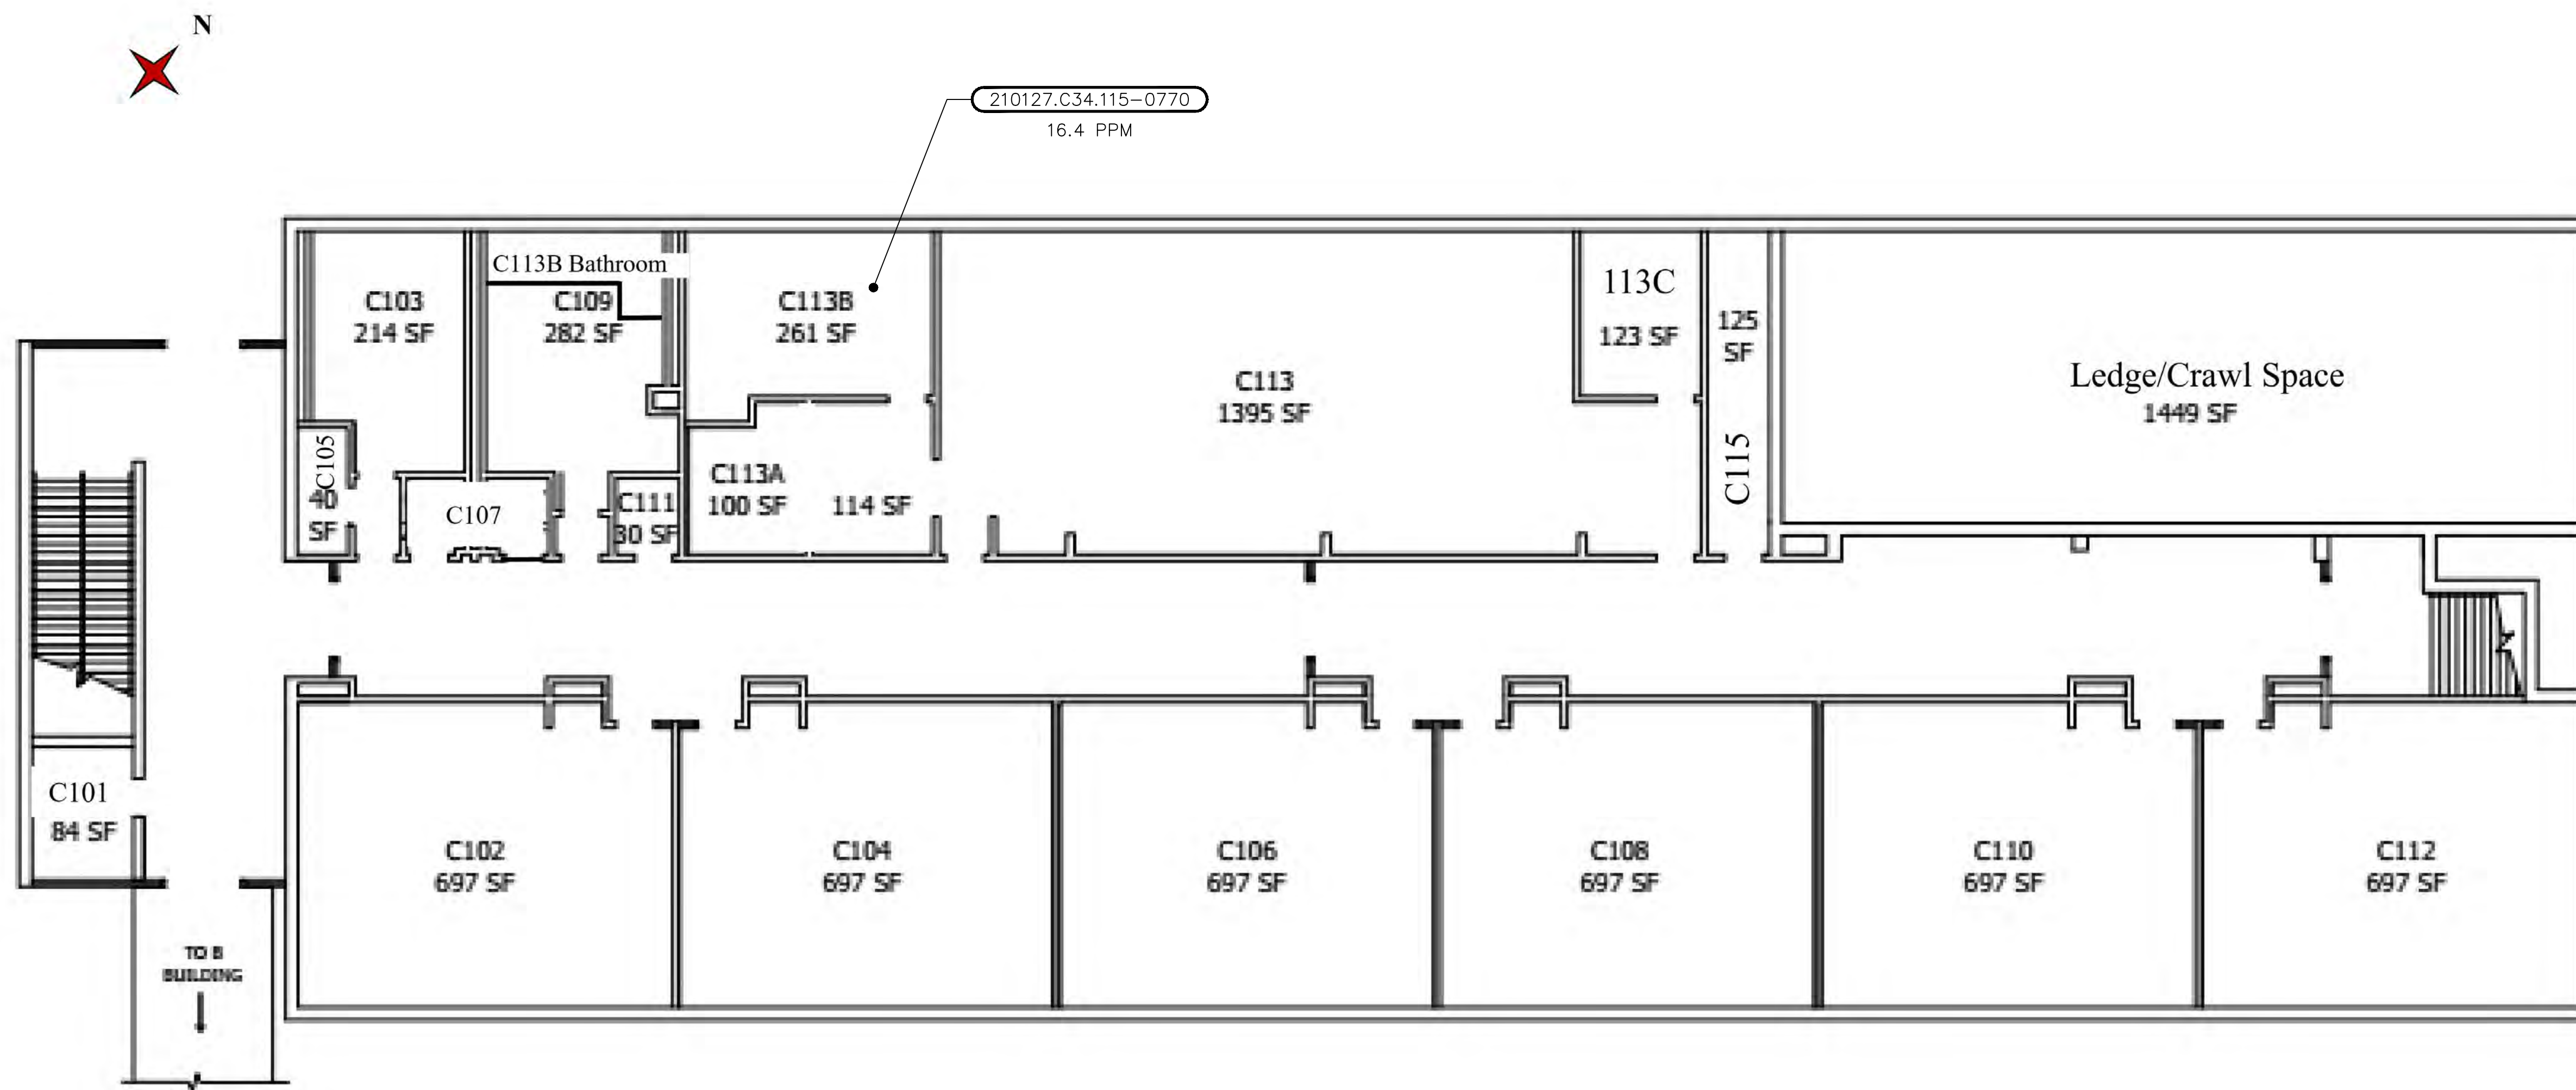 N
210127.C34.115-0770
16.4 PPM
C113B Bathroom
C103
214 SF
C109
282 SF
C113B
261 SF
C113
1395 SF
113C
123 SF
125
SF
C115
Ledge/Crawl Space
1449 SF
C105
40
SF
C107
C111
30 SF
C113A
100 SF
114 SF
C101
84 SF
C102
697 SF
C104
697 SF
C106
697 SF
C108
697 SF
C110
697 SF
C112
697 SF
TO B
BUILDING